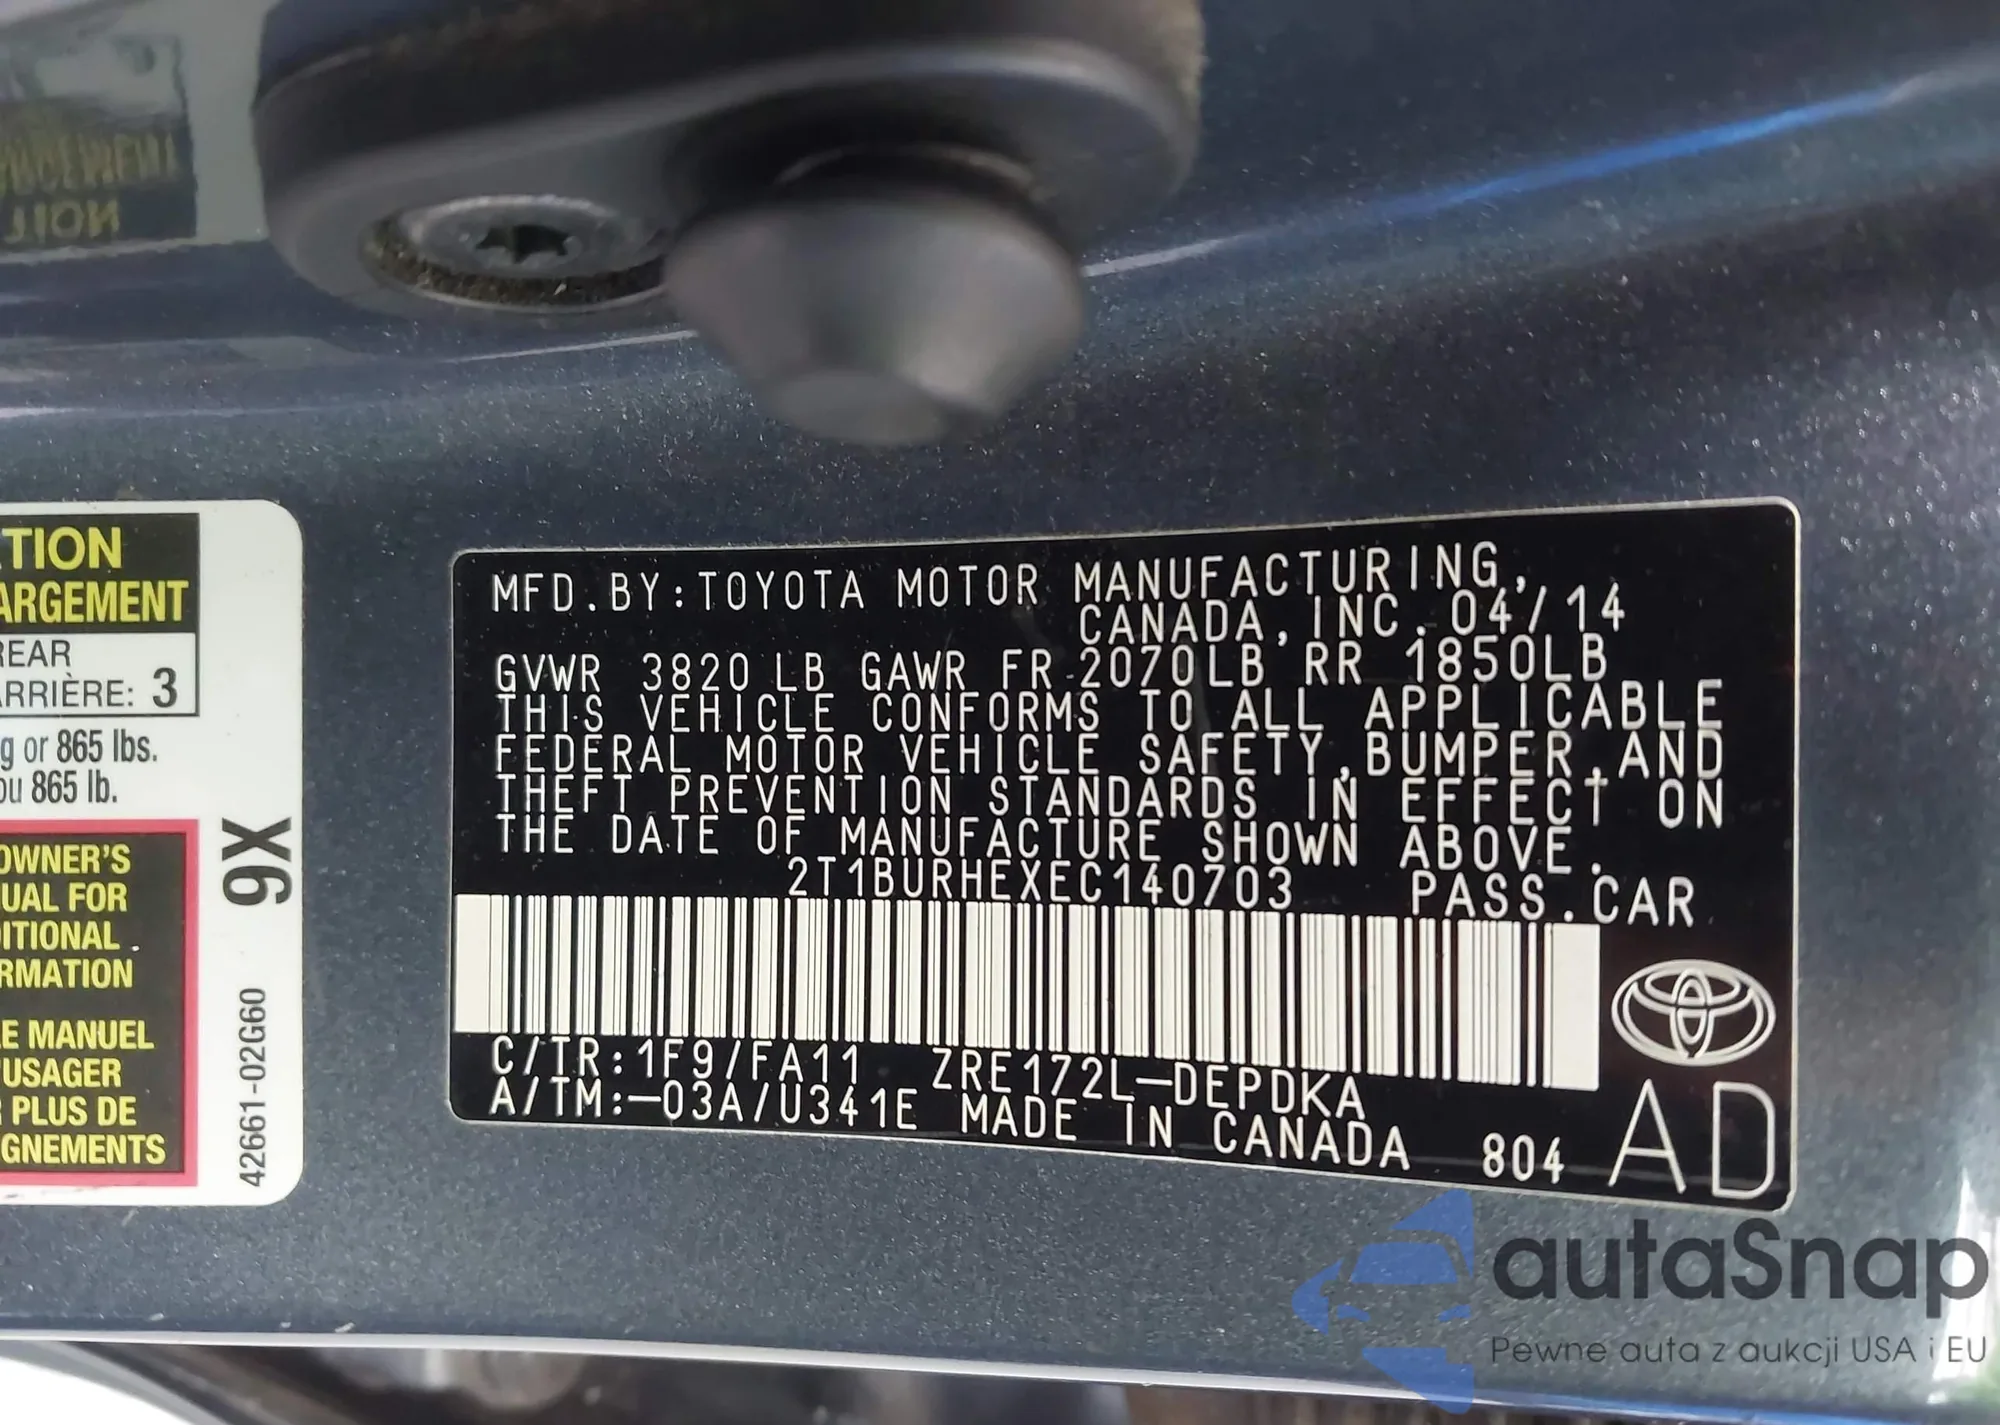 TION
ARGEMENT
REAR
ARRIÈRE: 3
g or 865 lbs.
ou 865 lb.
OWNER'S
UAL FOR
ITIONAL
RMATION
E MANUEL
'USAGER
PLUS DE
GNEMENTS
9X
42661-02G60
MFD.BY:TOYOTA MOTOR MANUFACTURING,
CANADA,INC.04/14
GVWR 3820LB GAWR FR 2070LB RR 1850LB
THIS VEHICLE CONFORMS TO ALL APPLICABLE
FEDERAL MOTOR VEHICLE SAFETY,BUMPER,AND
THEFT PREVENTION STANDARDS IN EFFECT ON
THE DATE OF MANUFACTURE SHOWN ABOVE.
2T1BURHEXEC140703 PASS.CAR
C/TR:1F9/FA11 ZRE172L-DEPDKA
A/TM:-03A/U341E MADE IN CANADA 804
AD
autaSnap
Pewne auta z aukcji USA i EU